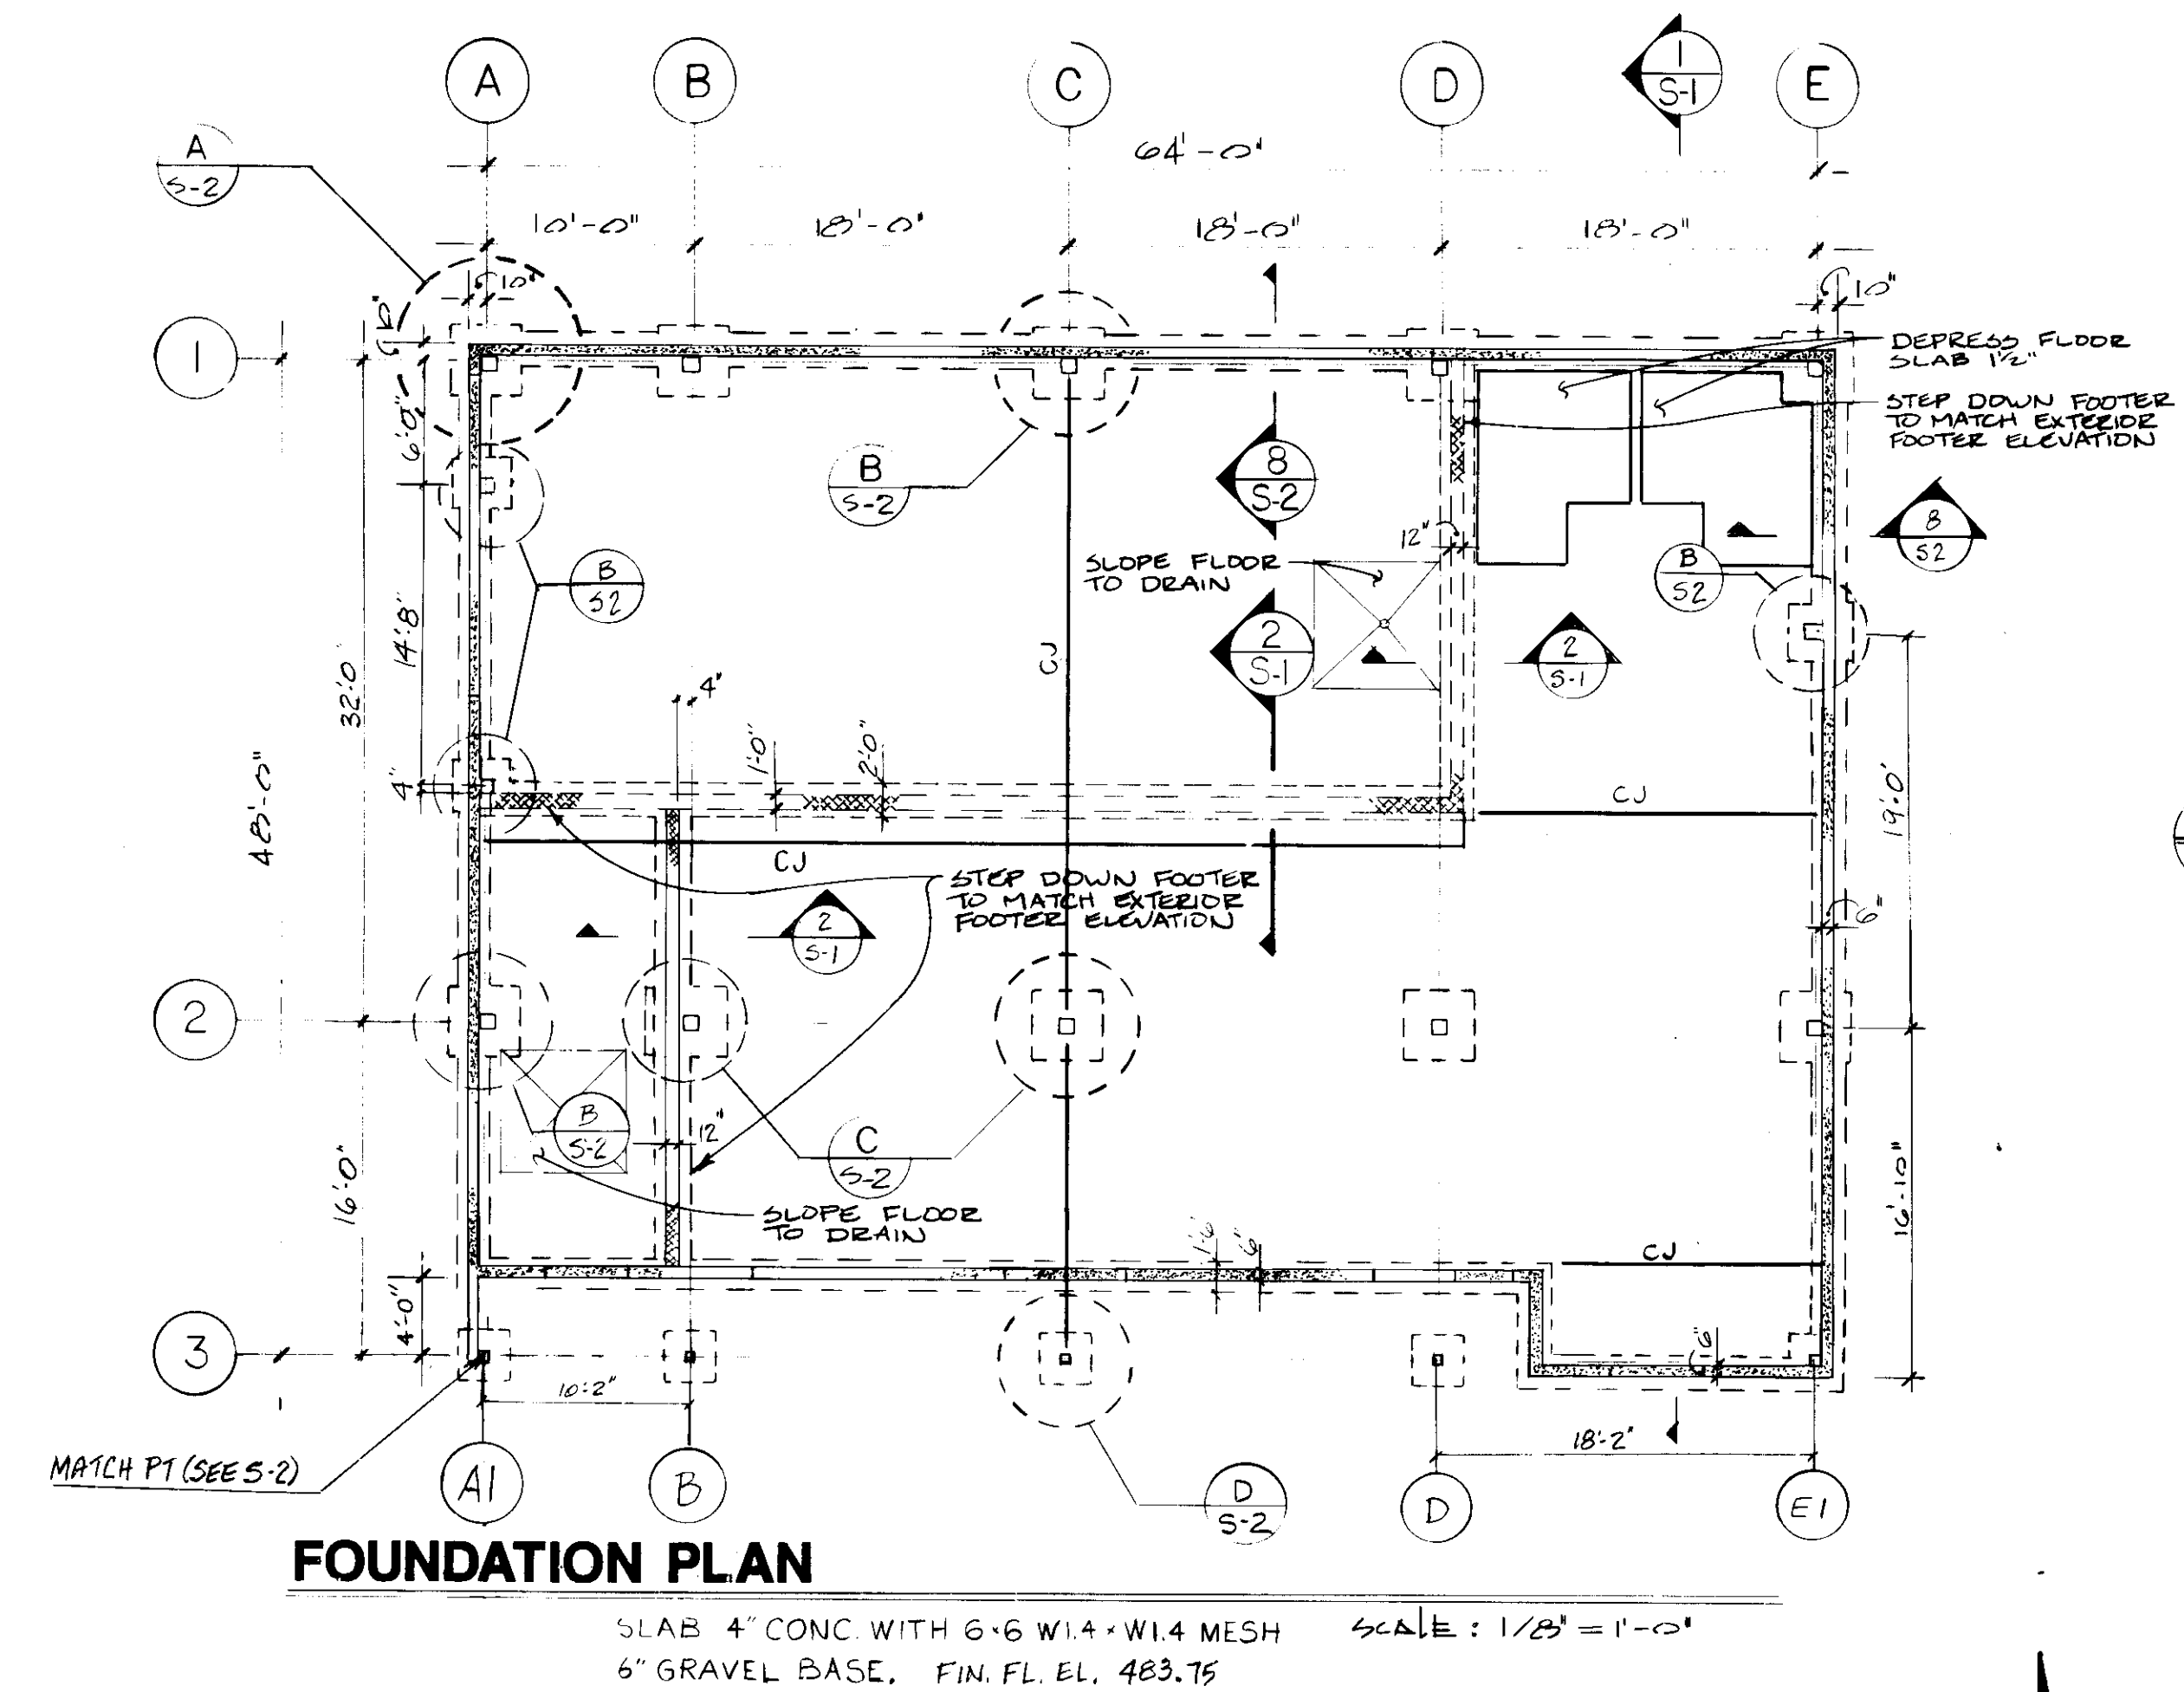 A
B
C
D
1
S-1
E
A
S-2
64'-0"
10'-0"
18'-0"
18'-0"
18'-0"
10"
10"
10"
1
DEPRESS FLOOR
SLAB 1½"
STEP DOWN FOOTER
TO MATCH EXTERIOR
FOOTER ELEVATION
6'-0"
B
S-2
8
S-2
8
S2
12"
SLOPE FLOOR
TO DRAIN
B
S2
B
S2
14'-8"
32'-0
CJ
2
S-1
2
S-1
4"
1'-0"
2'-0"
4"
48'-0"
CJ
19'-0'
CJ
STEP DOWN FOOTER
TO MATCH EXTERIOR
FOOTER ELEVATION
2
S-1
6"
2
B
S-2
12"
C
S-2
16'-0"
16'-10"
SLOPE FLOOR
TO DRAIN
1'-6"
6"
CJ
4'-0"
3
6"
10'-2"
18'-2"
MATCH PT (SEE S-2)
A1
B
D
S-2
D
E1
FOUNDATION PLAN
SLAB 4" CONC. WITH 6×6 W1.4 × W1.4 MESH
SCALE : 1/8" = 1'-0"
6" GRAVEL BASE. FIN. FL. EL. 483.75